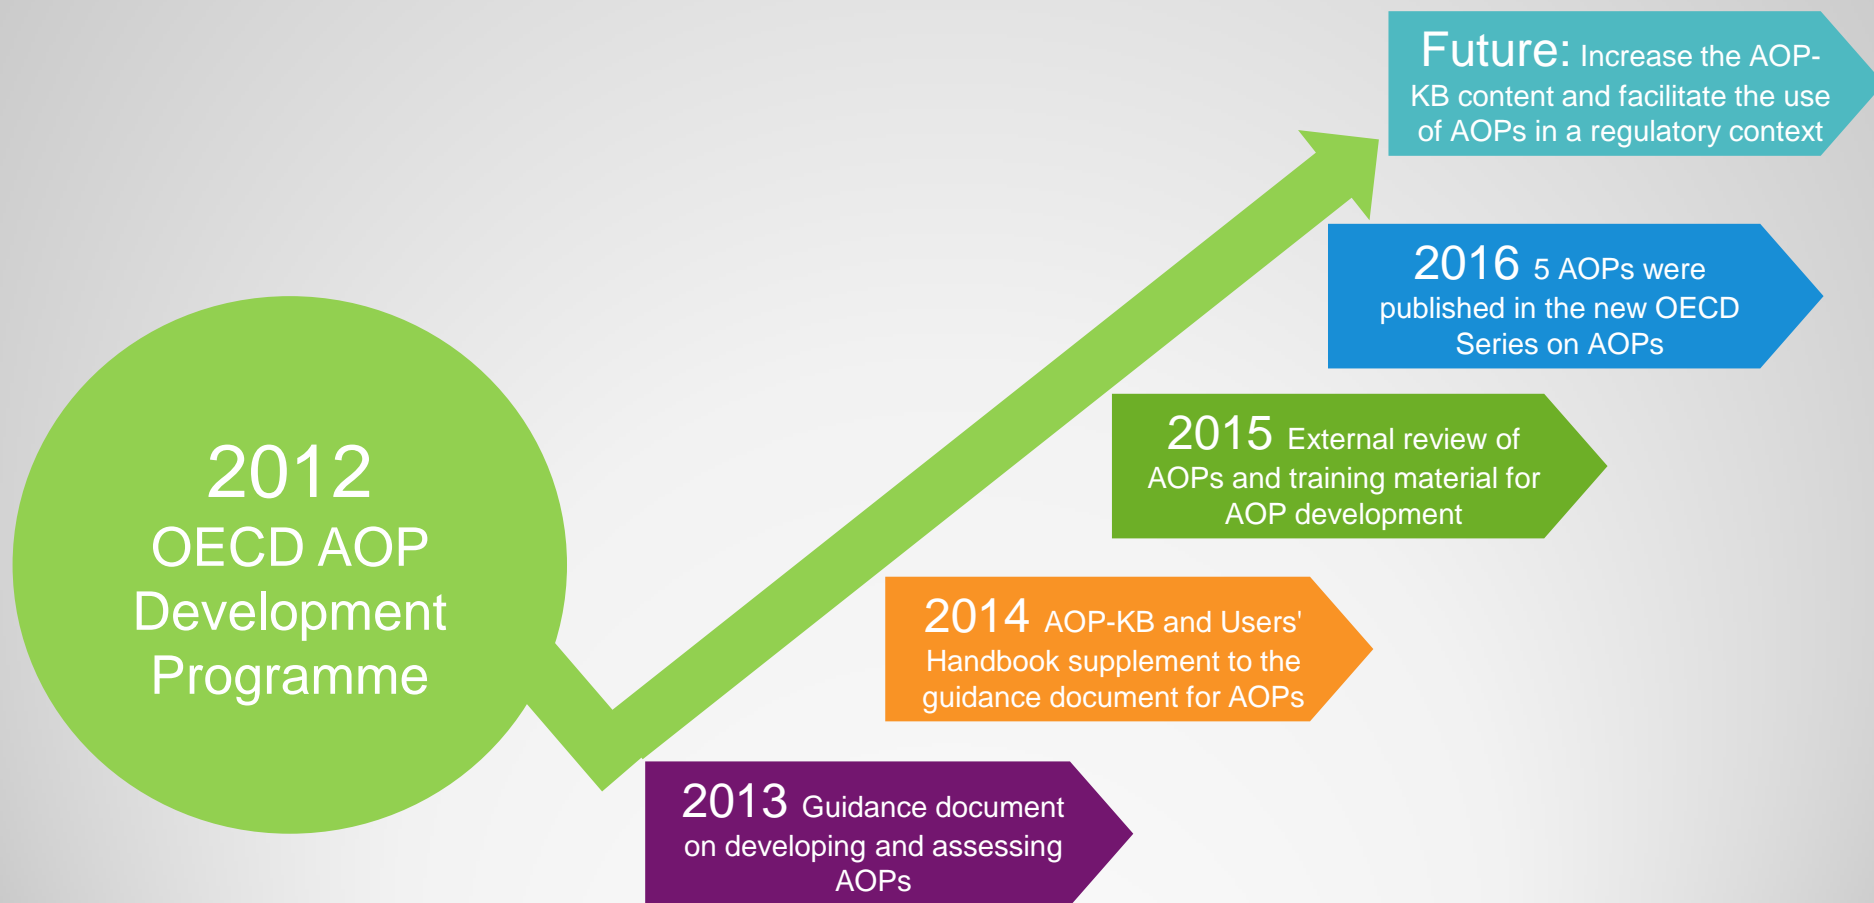 2012
OECD AOP
Development
Programme
2013 Guidance document
on developing and assessing
AOPs
2014 AOP-KB and Users'
Handbook supplement to the
guidance document for AOPs
2015 External review of
AOPs and training material for
AOP development
2016 5 AOPs were
published in the new OECD
Series on AOPs
Future: Increase the AOP-
KB content and facilitate the use
of AOPs in a regulatory context